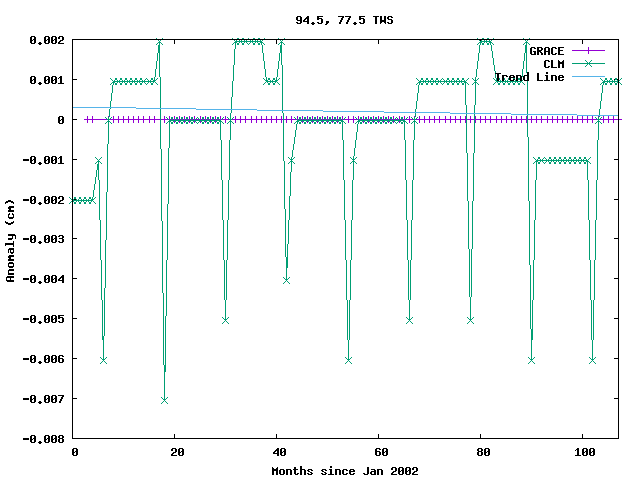 94.5, 77.5 TWS
GRACE
CLM
Trend Line
0.002
0.001
0
-0.001
-0.002
-0.003
-0.004
-0.005
-0.006
-0.007
-0.008
Anomaly (cm)
0 20 40 60 80 100
Months since Jan 2002